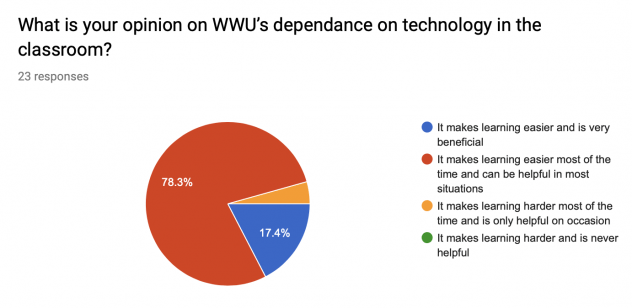 What is your opinion on WWU's dependance on technology in the
classroom?
23 responses
78.3%
17.4%
It makes learning easier and is very
beneficial
It makes learning easier most of the
time and can be helpful in most
situations
It makes learning harder most of the
time and is only helpful on occasion
It makes learning harder and is never
helpful